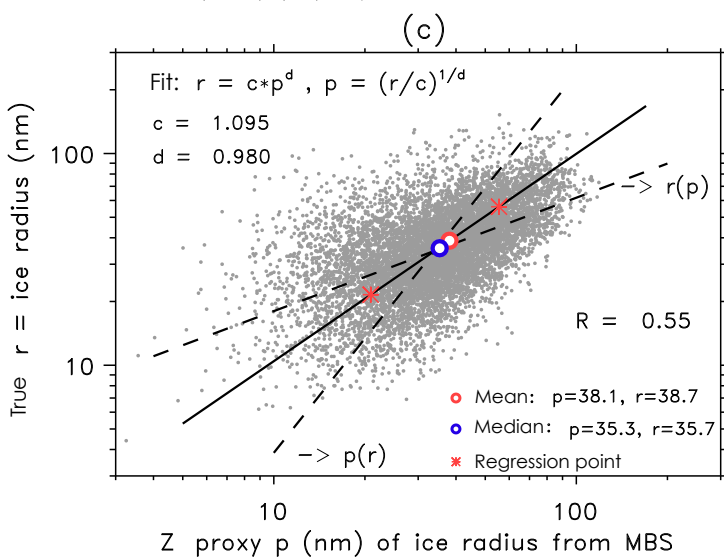 (c)
Fit: r = c*p^d , p = (r/c)^1/d
c = 1.095
d = 0.980
100
10
True r = ice radius (nm)
-> r(p)
R = 0.55
Mean: p=38.1, r=38.7
Median: p=35.3, r=35.7
Regression point
-> p(r)
10 100
Z proxy p (nm) of ice radius from MBS